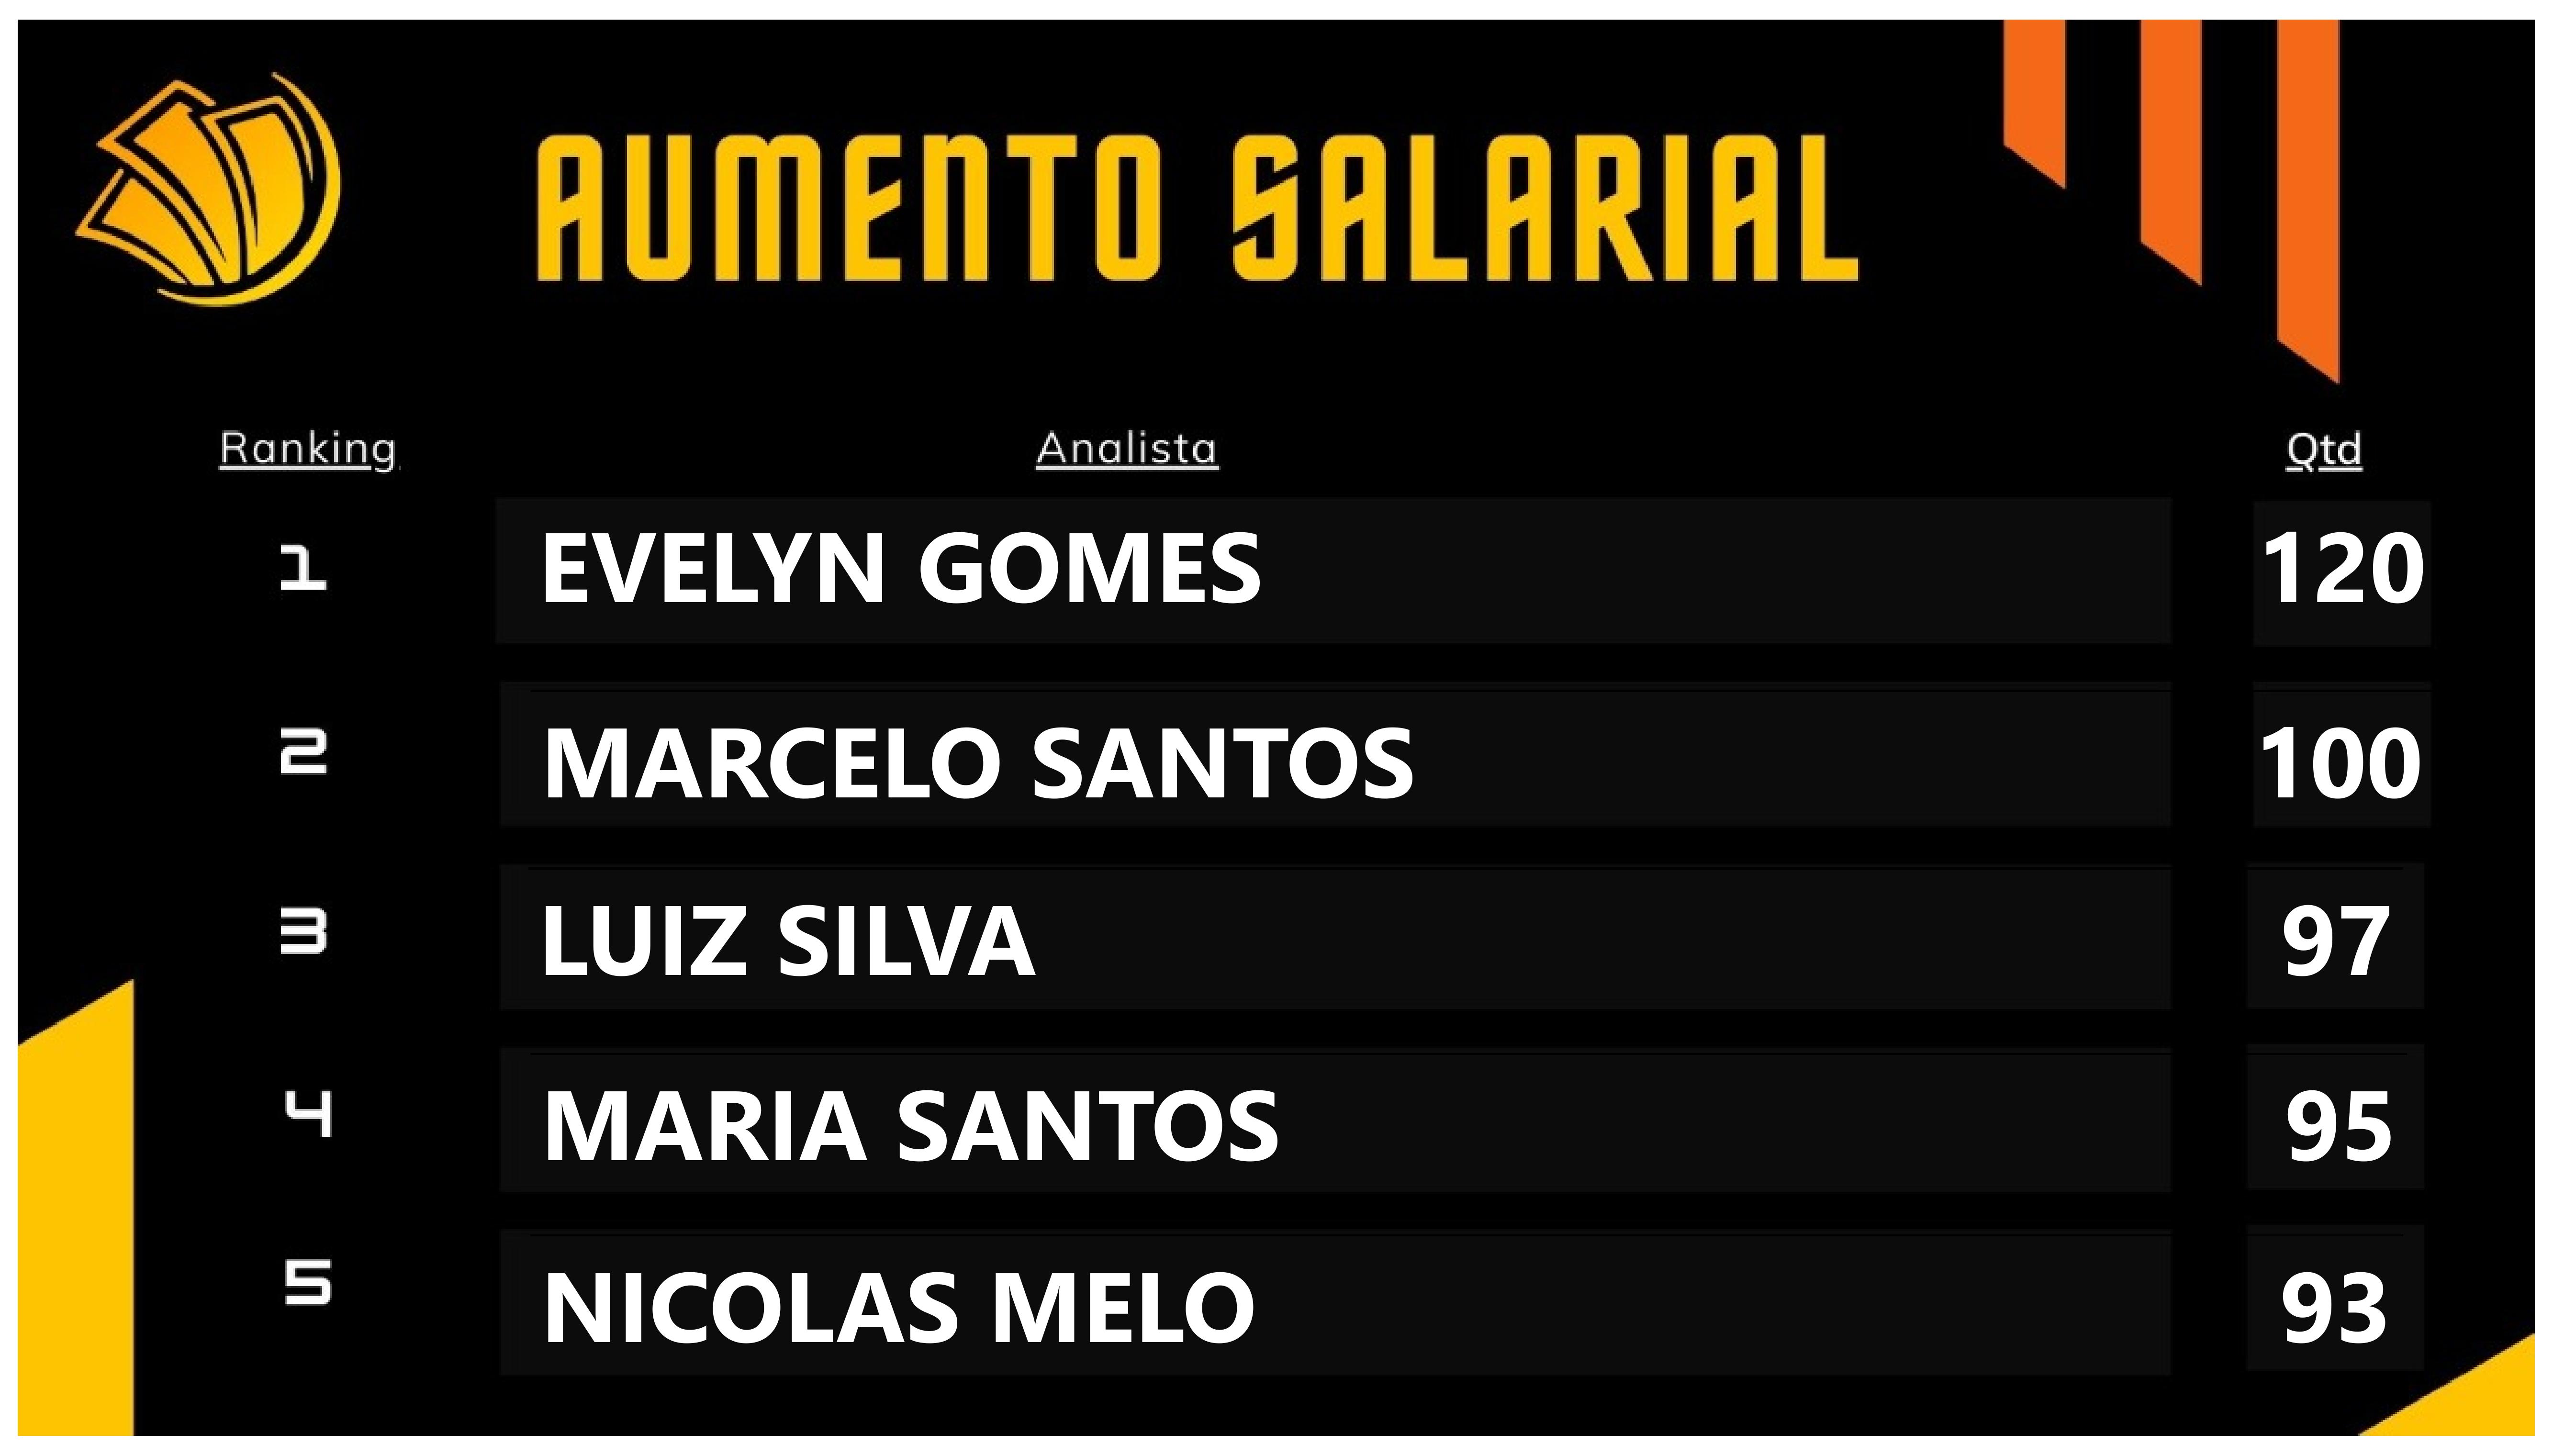 AUMENTO SALARIAL
Ranking Analista Qtd
1 EVELYN GOMES 120
2 MARCELO SANTOS 100
3 LUIZ SILVA 97
4 MARIA SANTOS 95
5 NICOLAS MELO 93